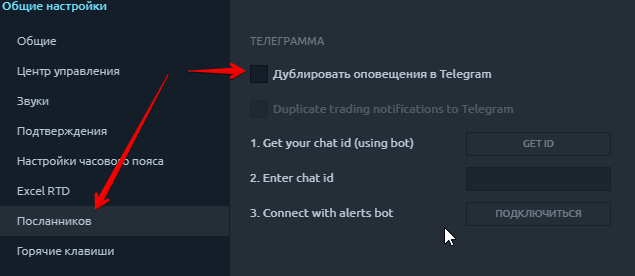 Общие настройки
Общие
Центр управления
Звуки
Подтверждения
Настройки часового пояса
Excel RTD
Посланников
Горячие клавиши
ТЕЛЕГРАММА
Дублировать оповещения в Telegram
Duplicate trading notifications to Telegram
1. Get your chat id (using bot)
GET ID
2. Enter chat id
3. Connect with alerts bot
ПОДКЛЮЧИТЬСЯ